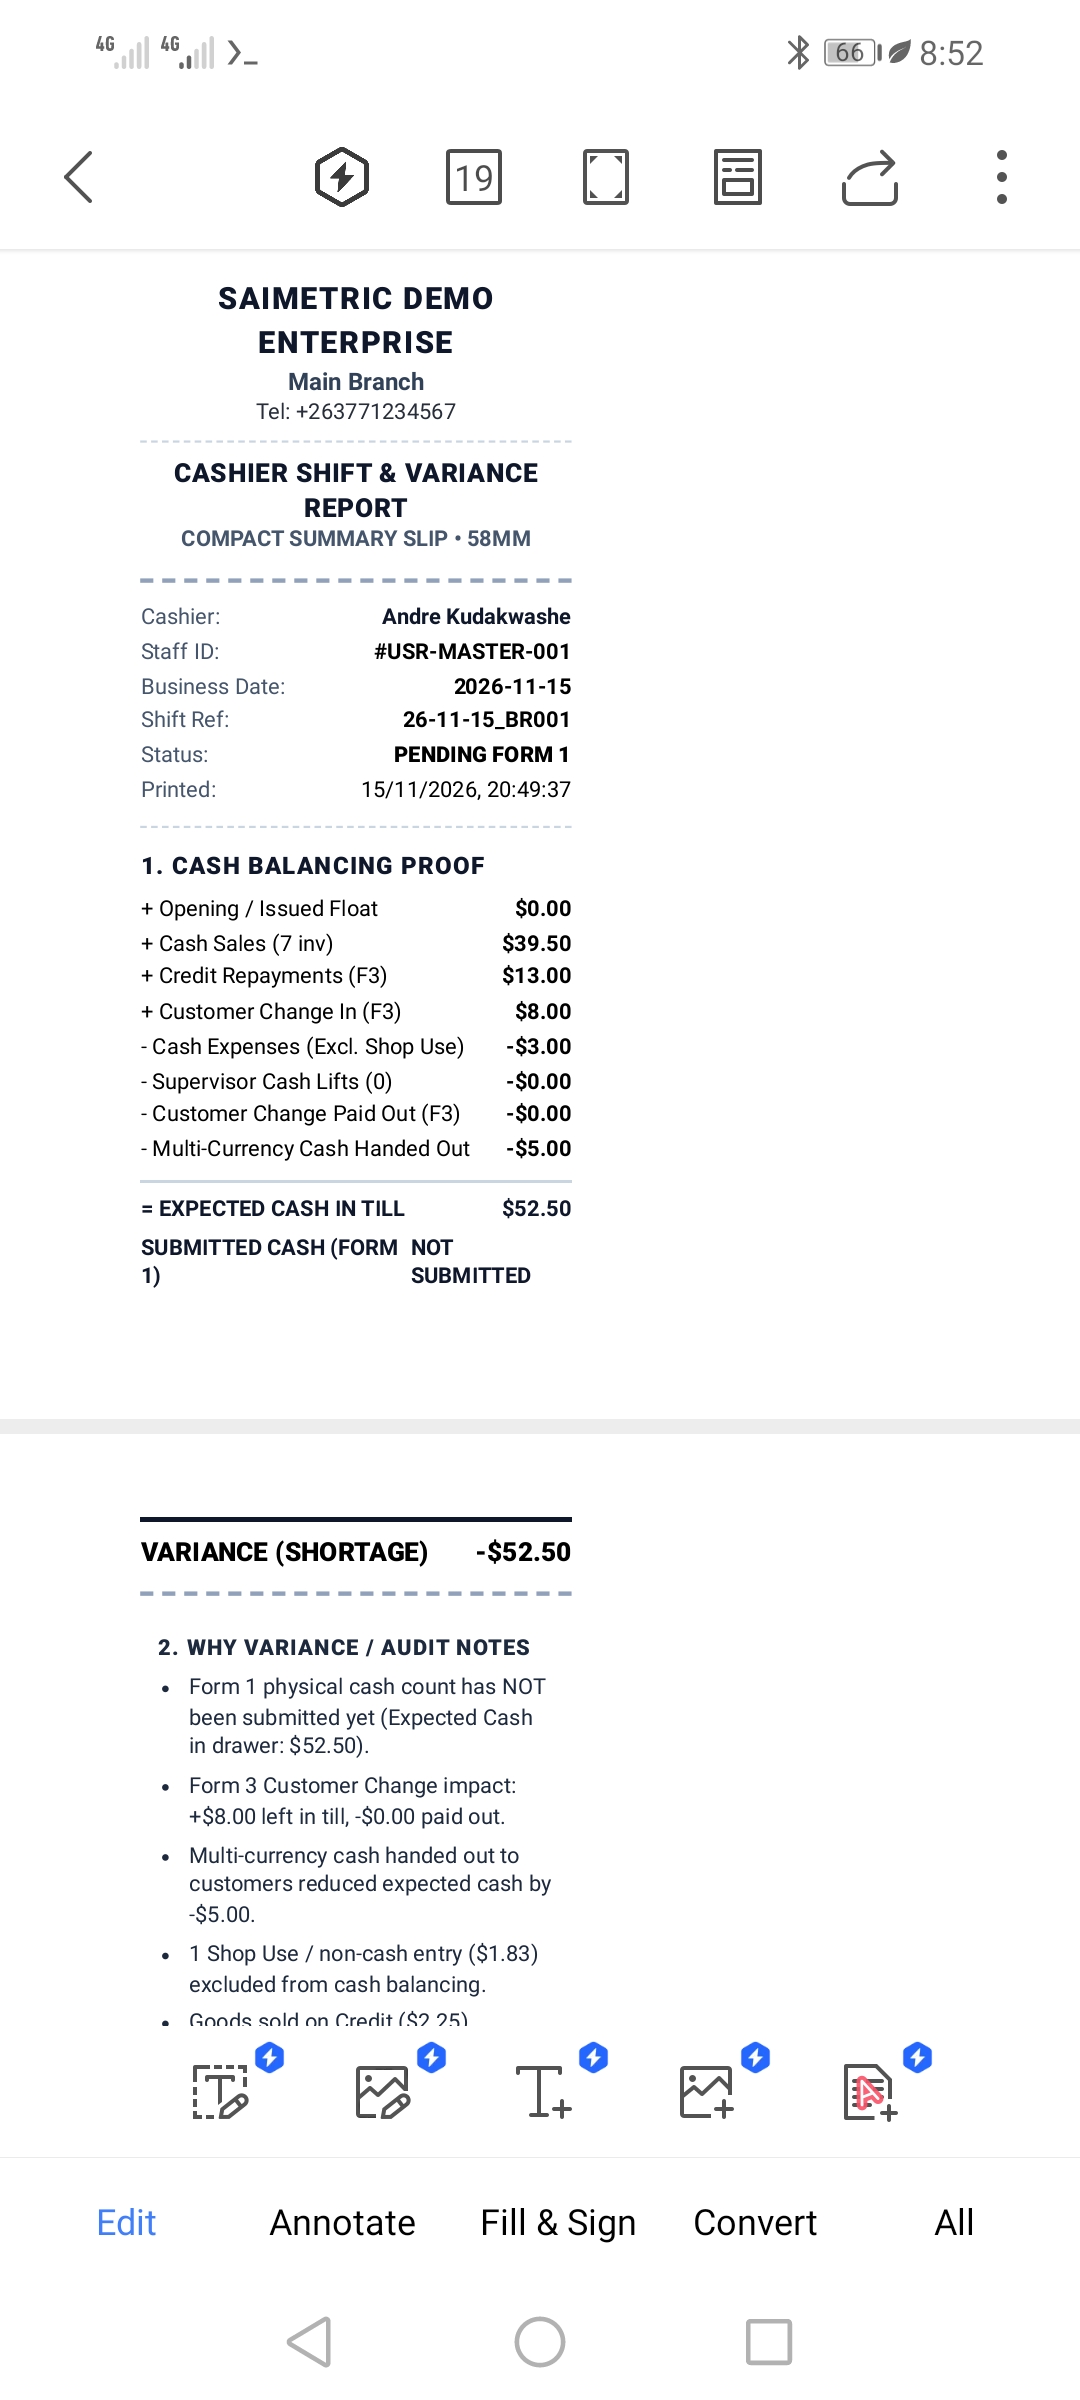 4G 4G >_ 66 8:52
19
SAIMETRIC DEMO
ENTERPRISE
Main Branch
Tel: +263771234567
CASHIER SHIFT & VARIANCE
REPORT
COMPACT SUMMARY SLIP • 58MM
Cashier: Andre Kudakwashe
Staff ID: #USR-MASTER-001
Business Date: 2026-11-15
Shift Ref: 26-11-15_BR001
Status: PENDING FORM 1
Printed: 15/11/2026, 20:49:37
1. CASH BALANCING PROOF
+ Opening / Issued Float $0.00
+ Cash Sales (7 inv) $39.50
+ Credit Repayments (F3) $13.00
+ Customer Change In (F3) $8.00
- Cash Expenses (Excl. Shop Use) -$3.00
- Supervisor Cash Lifts (0) -$0.00
- Customer Change Paid Out (F3) -$0.00
- Multi-Currency Cash Handed Out -$5.00
= EXPECTED CASH IN TILL $52.50
SUBMITTED CASH (FORM NOT
1) SUBMITTED
VARIANCE (SHORTAGE) -$52.50
2. WHY VARIANCE / AUDIT NOTES
• Form 1 physical cash count has NOT
been submitted yet (Expected Cash
in drawer: $52.50).
• Form 3 Customer Change impact:
+$8.00 left in till, -$0.00 paid out.
• Multi-currency cash handed out to
customers reduced expected cash by
-$5.00.
• 1 Shop Use / non-cash entry ($1.83)
excluded from cash balancing.
• Goods sold on Credit ($2.25)
Edit Annotate Fill & Sign Convert All